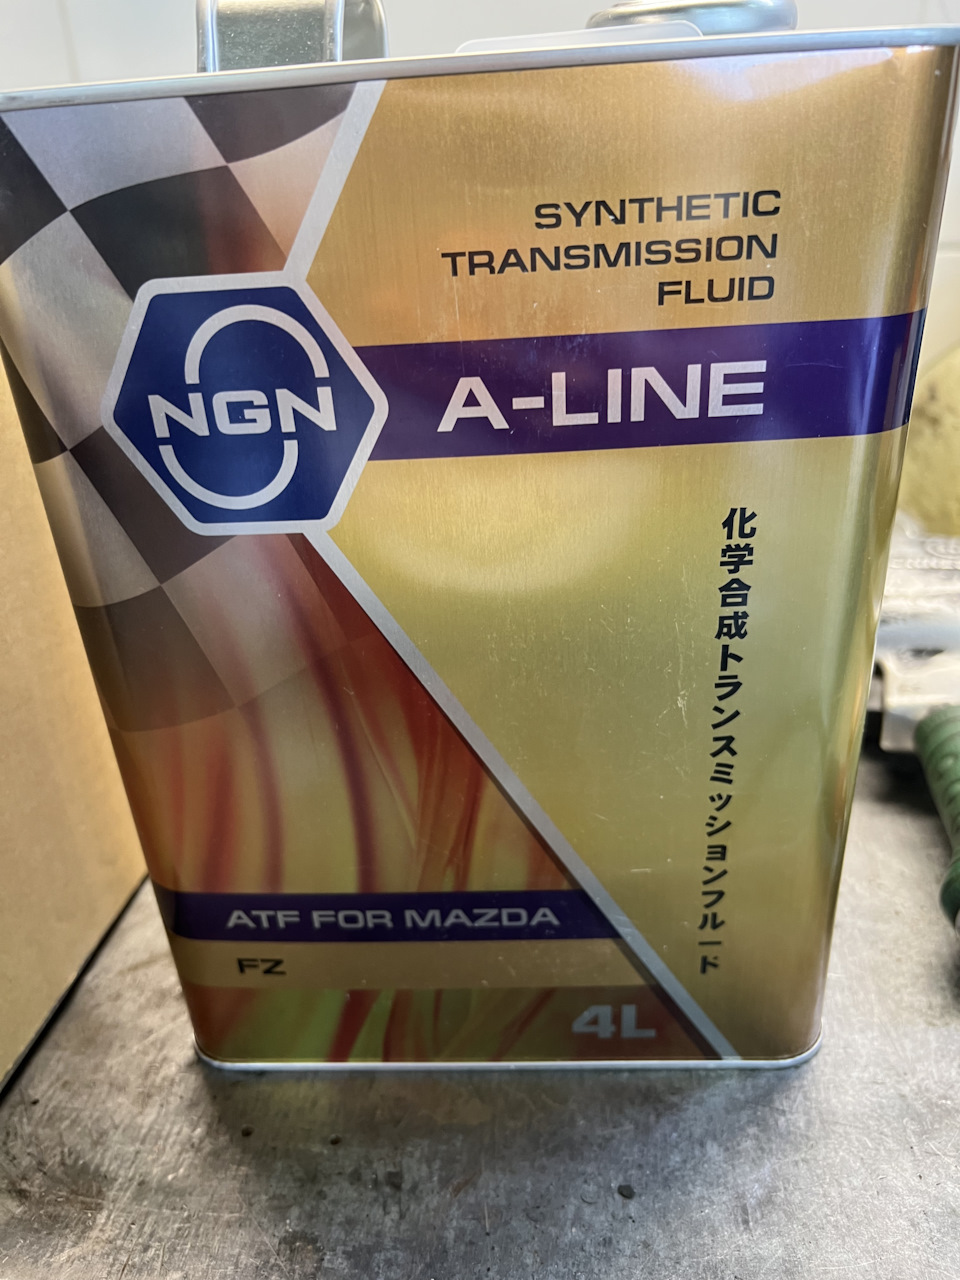 SYNTHETIC
TRANSMISSION
FLUID
NGN
A-LINE
化学合成トランスミッションフルード
ATF FOR MAZDA
FZ
4L